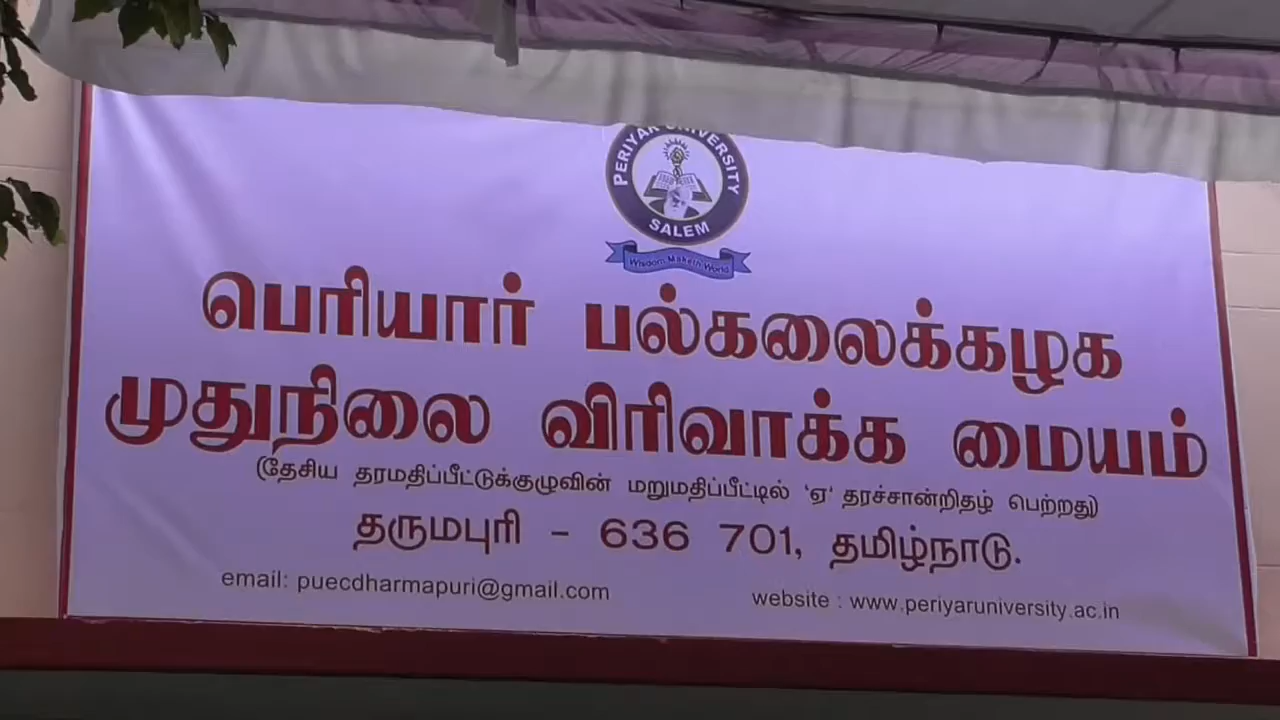 PERIYAR UNIVERSITY
SALEM
Wisdom Maketh World
பெரியார் பல்கலைக்கழக
முதுநிலை விரிவாக்க மையம்
(தேசிய தரமதிப்பீட்டுக்குழுவின் மறுமதிப்பீட்டில் 'ஏ' தரச்சான்றிதழ் பெற்றது)
தருமபுரி - 636 701, தமிழ்நாடு.
email: puecdharmapuri@gmail.com website : www.periyaruniversity.ac.in